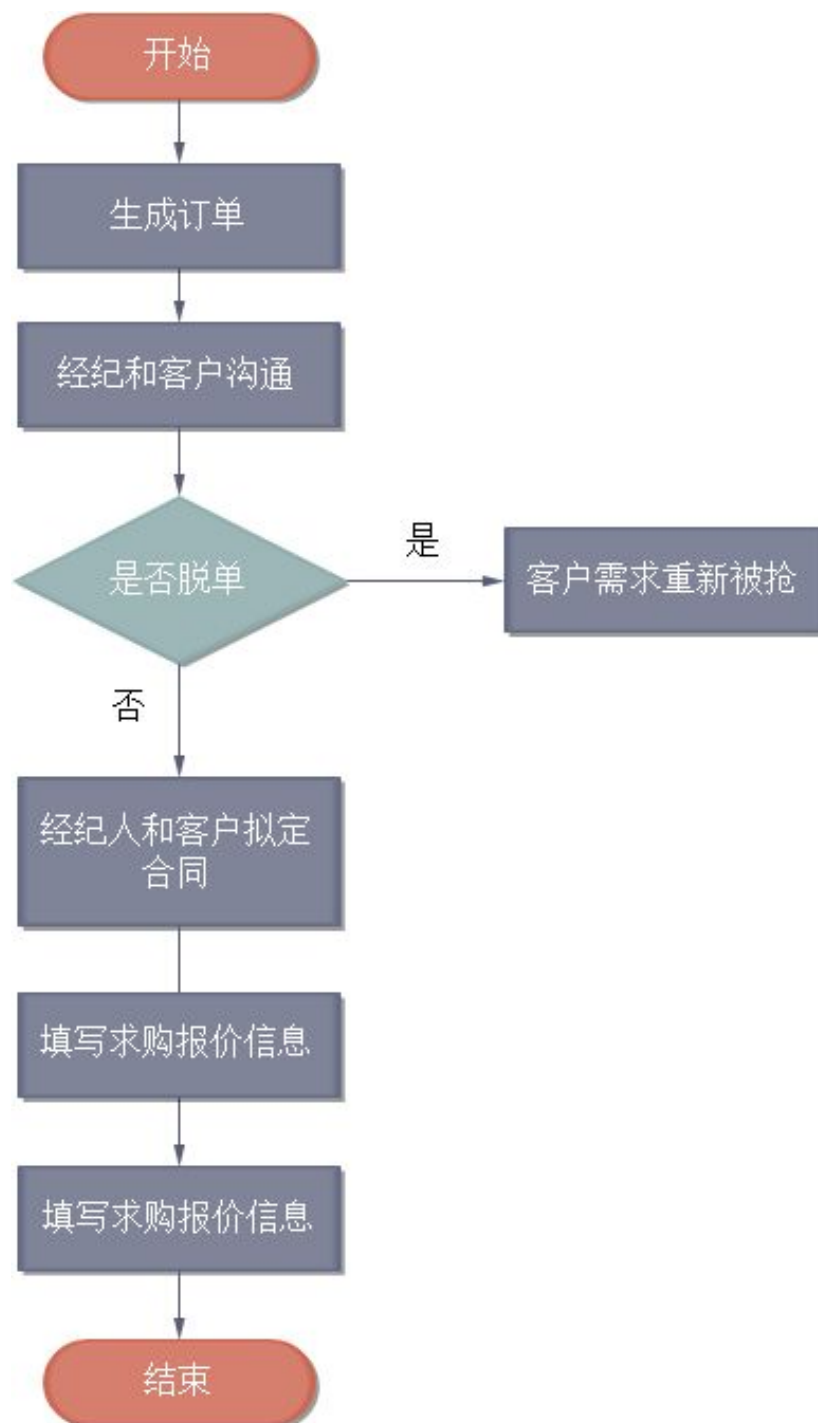 开始
生成订单
经纪和客户沟通
是否脱单
是
客户需求重新被抢
否
经纪人和客户拟定
合同
填写求购报价信息
填写求购报价信息
结束